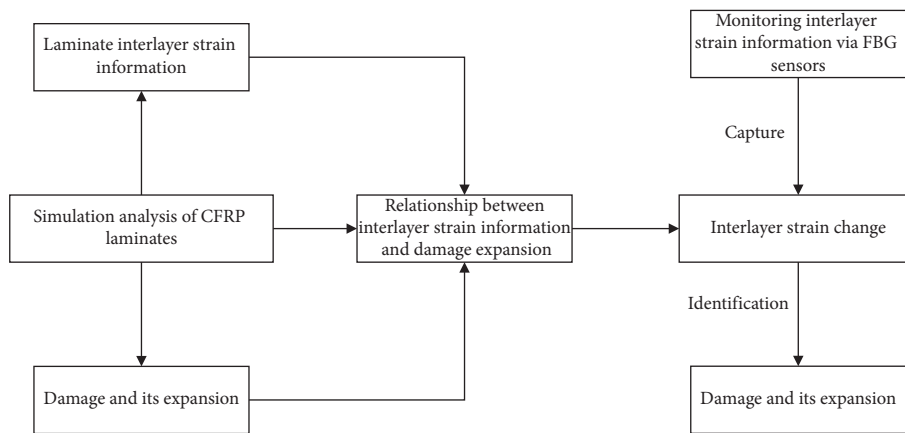 Laminate interlayer strain
information
Monitoring interlayer
strain information via FBG
sensors
Capture
Simulation analysis of CFRP
laminates
Relationship between
interlayer strain information
and damage expansion
Interlayer strain change
Identification
Damage and its expansion
Damage and its expansion